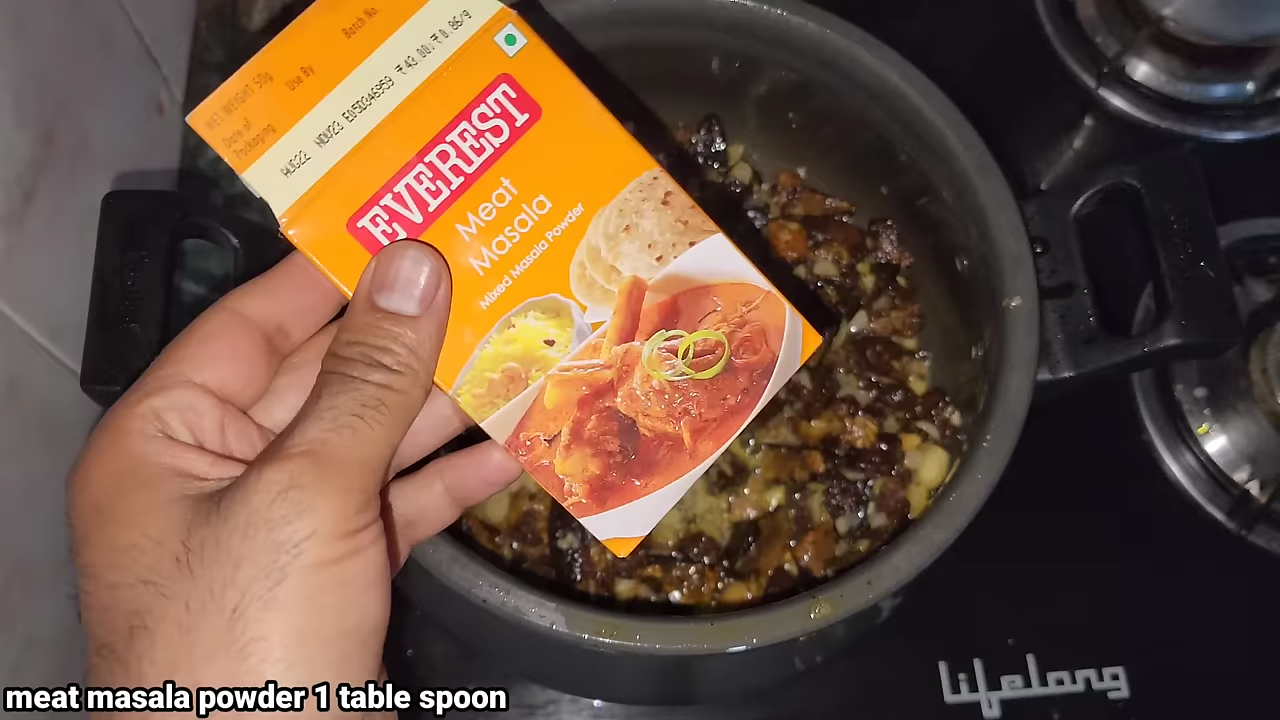 Batch No.
NET WEIGHT 50g
Use By
Date of
Packaging
AUG22 NOV23 E05D046959 ₹43.00:₹0.86/g
EVEREST
Meat
Masala
Mixed Masala Powder
lifelong
meat masala powder 1 table spoon